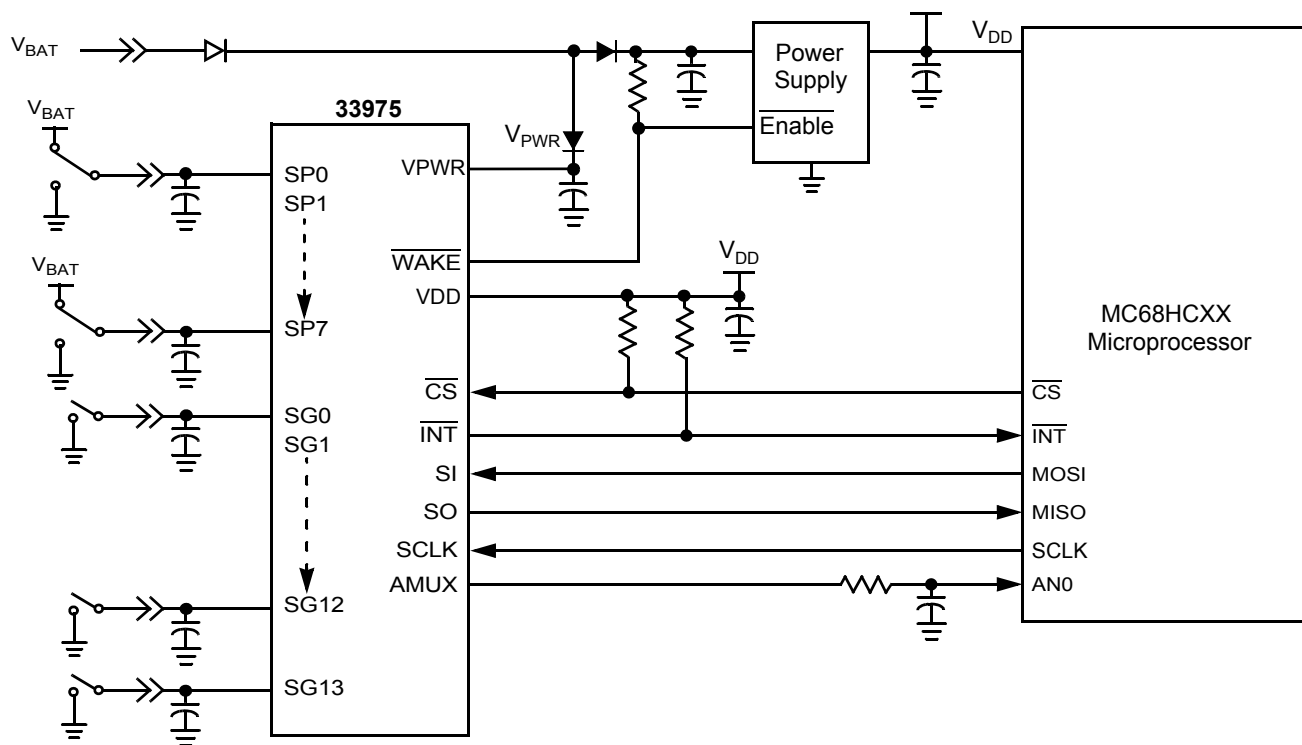 VBAT
VDD
Power
Supply
Enable
33975
VBAT
VPWR
SP0
VPWR
SP1
WAKE
VDD
VBAT
VDD
SP7
MC68HCXX
Microprocessor
CS
CS
SG0
INT
INT
SG1
SI
MOSI
SO
MISO
SCLK
SCLK
AMUX
AN0
SG12
SG13